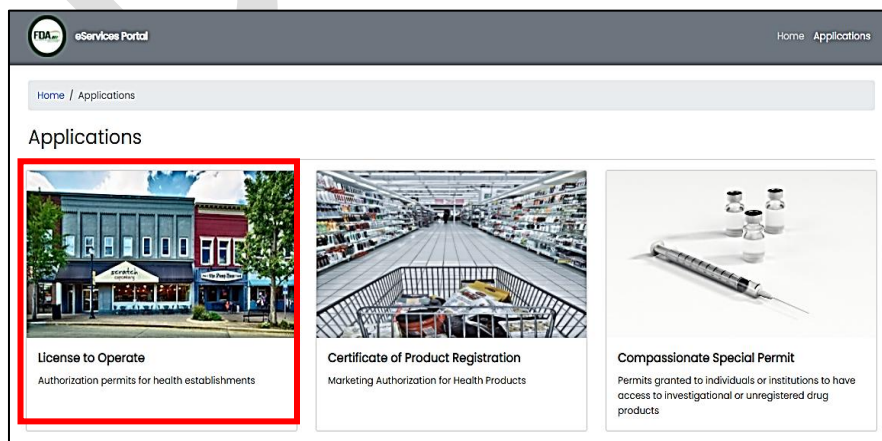 FDA
eServices Portal
Home Applications
Home / Applications
Applications
scratch
License to Operate
Authorization permits for health establishments
Certificate of Product Registration
Marketing Authorization for Health Products
Compassionate Special Permit
Permits granted to individuals or institutions to have
access to investigational or unregistered drug
products